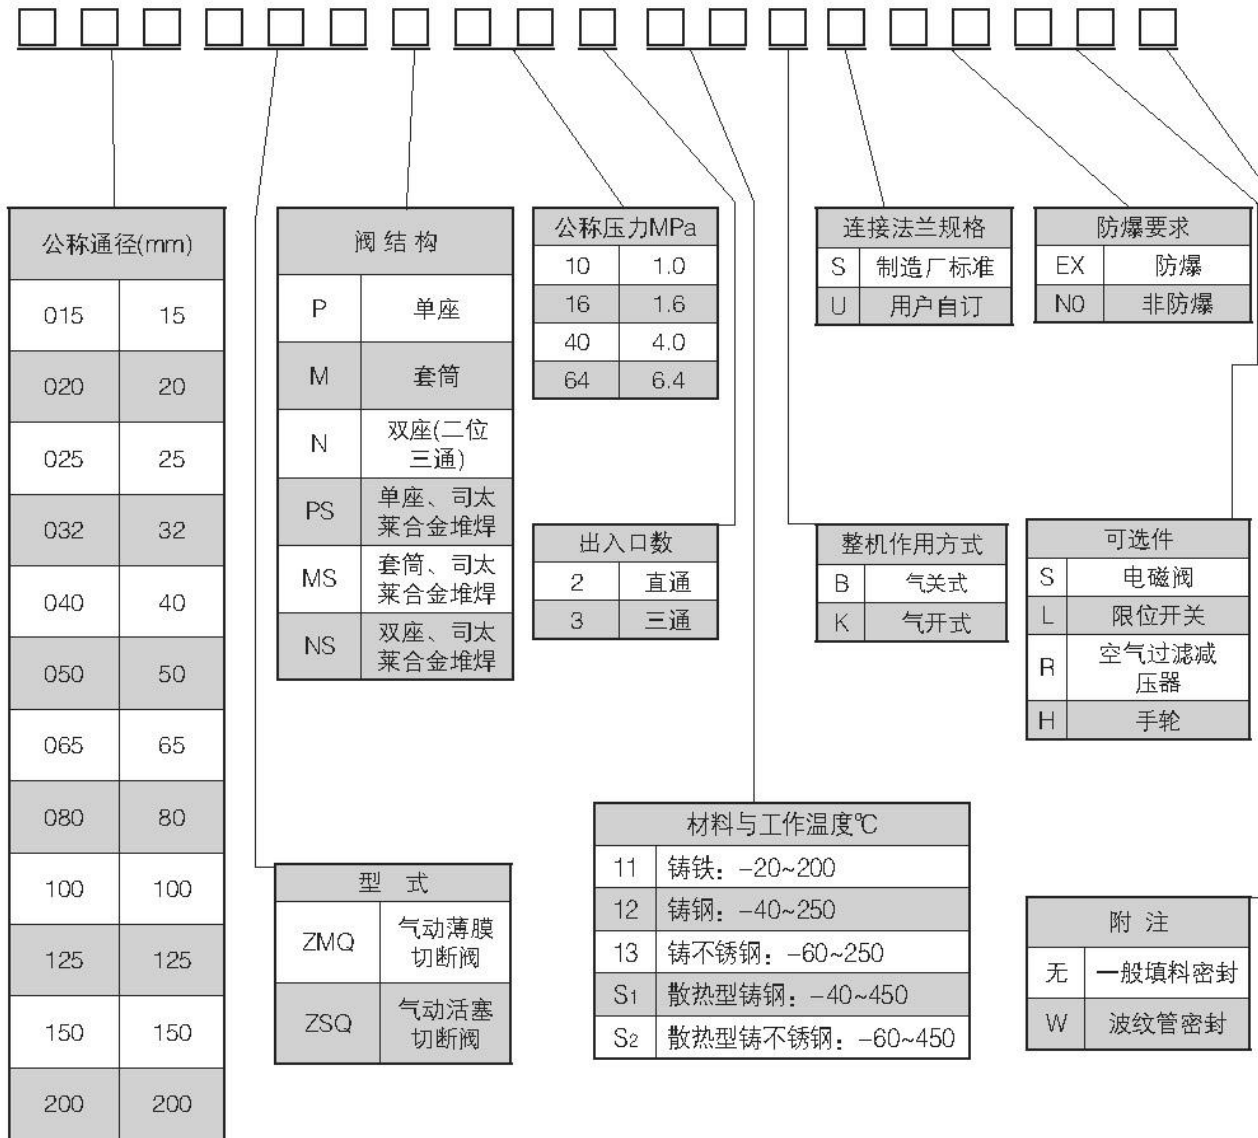 公称通径(mm)
015 15
020 20
025 25
032 32
040 40
050 50
065 65
080 80
100 100
125 125
150 150
200 200
阀结构
P 单座
M 套筒
N 双座(二位
三通)
PS 单座、司太
莱合金堆焊
MS 套筒、司太
莱合金堆焊
NS 双座、司太
莱合金堆焊
型 式
ZMQ 气动薄膜
切断阀
ZSQ 气动活塞
切断阀
公称压力MPa
10 1.0
16 1.6
40 4.0
64 6.4
出入口数
2 直通
3 三通
材料与工作温度℃
11 铸铁：-20~200
12 铸钢：-40~250
13 铸不锈钢：-60~250
S1 散热型铸钢：-40~450
S2 散热型铸不锈钢：-60~450
连接法兰规格
S 制造厂标准
U 用户自订
整机作用方式
B 气关式
K 气开式
防爆要求
EX 防爆
N0 非防爆
可选件
S 电磁阀
L 限位开关
R 空气过滤减
压器
H 手轮
附 注
无 一般填料密封
W 波纹管密封